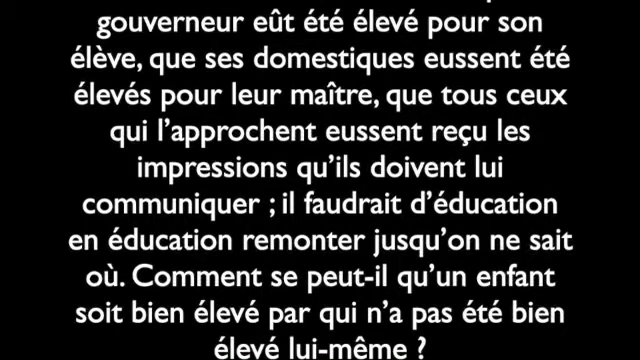 gouverneur eût été élevé pour son
élève, que ses domestiques eussent été
élevés pour leur maître, que tous ceux
qui l’approchent eussent reçu les
impressions qu’ils doivent lui
communiquer ; il faudrait d’éducation
en éducation remonter jusqu’on ne sait
où. Comment se peut-il qu’un enfant
soit bien élevé par qui n’a pas été bien
élevé lui-même ?